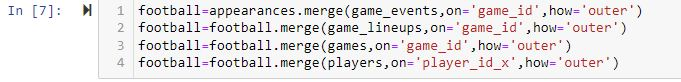 In [7]:
1 football=appearances.merge(game_events,on='game_id',how='outer')
2 football=football.merge(game_lineups,on='game_id',how='outer')
3 football=football.merge(games,on='game_id',how='outer')
4 football=football.merge(players,on='player_id_x',how='outer')